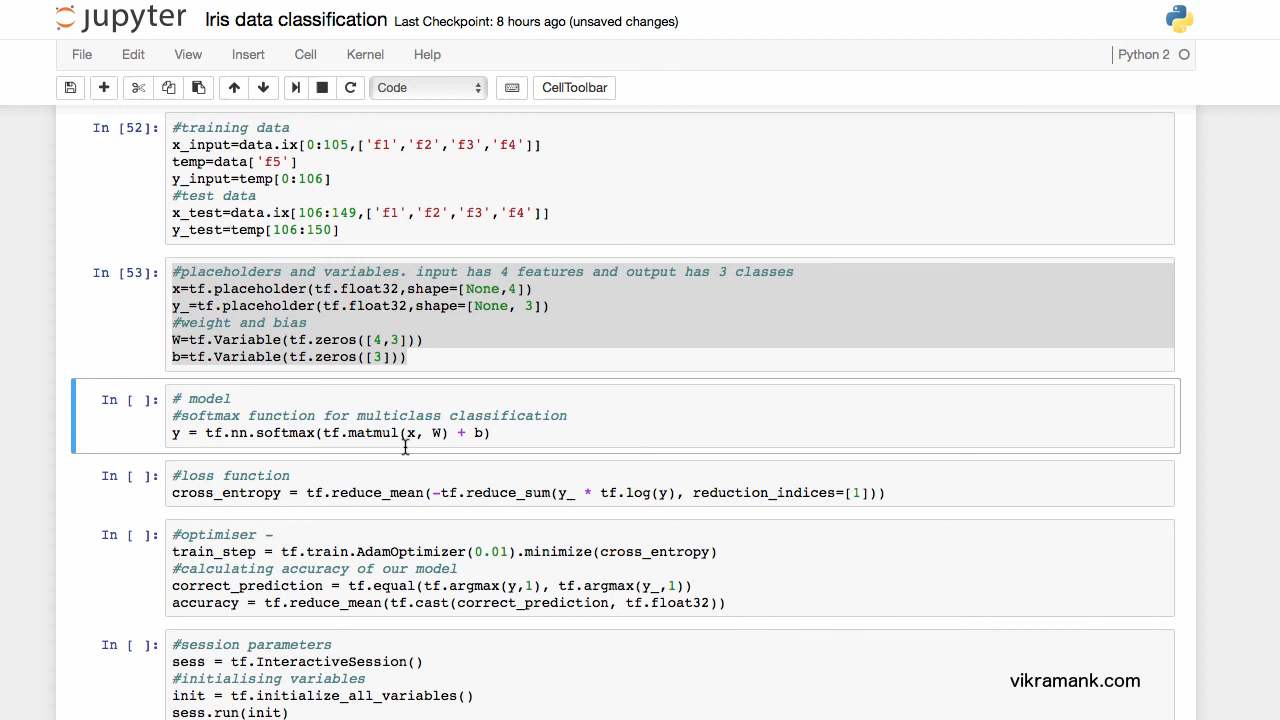 jupyter Iris data classification Last Checkpoint: 8 hours ago (unsaved changes)
File Edit View Insert Cell Kernel Help Python 2
Code CellToolbar
In [52]: #training data
x_input=data.ix[0:105,['f1','f2','f3','f4']]
temp=data['f5']
y_input=temp[0:106]
#test data
x_test=data.ix[106:149,['f1','f2','f3','f4']]
y_test=temp[106:150]
In [53]: #placeholders and variables. input has 4 features and output has 3 classes
x=tf.placeholder(tf.float32,shape=[None,4])
y_=tf.placeholder(tf.float32,shape=[None, 3])
#weight and bias
W=tf.Variable(tf.zeros([4,3]))
b=tf.Variable(tf.zeros([3]))
In [ ]: # model
#softmax function for multiclass classification
y = tf.nn.softmax(tf.matmul(x, W) + b)
In [ ]: #loss function
cross_entropy = tf.reduce_mean(-tf.reduce_sum(y_ * tf.log(y), reduction_indices=[1]))
In [ ]: #optimiser -
train_step = tf.train.AdamOptimizer(0.01).minimize(cross_entropy)
#calculating accuracy of our model
correct_prediction = tf.equal(tf.argmax(y,1), tf.argmax(y_,1))
accuracy = tf.reduce_mean(tf.cast(correct_prediction, tf.float32))
In [ ]: #session parameters
sess = tf.InteractiveSession()
#initialising variables
init = tf.initialize_all_variables()
sess.run(init)
vikramank.com